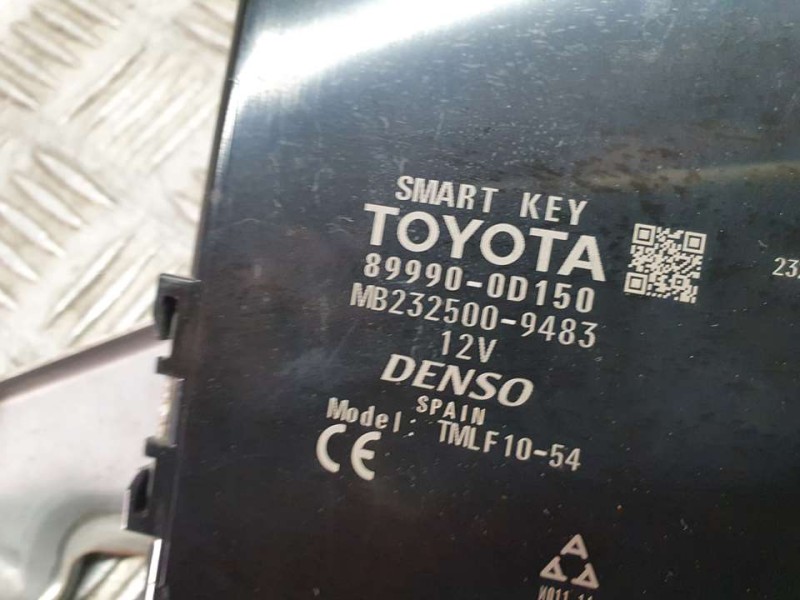 SMART KEY
TOYOTA
89990-0D150
MB232500-9483
12V
DENSO
SPAIN
Model: TMLF10-54
CE